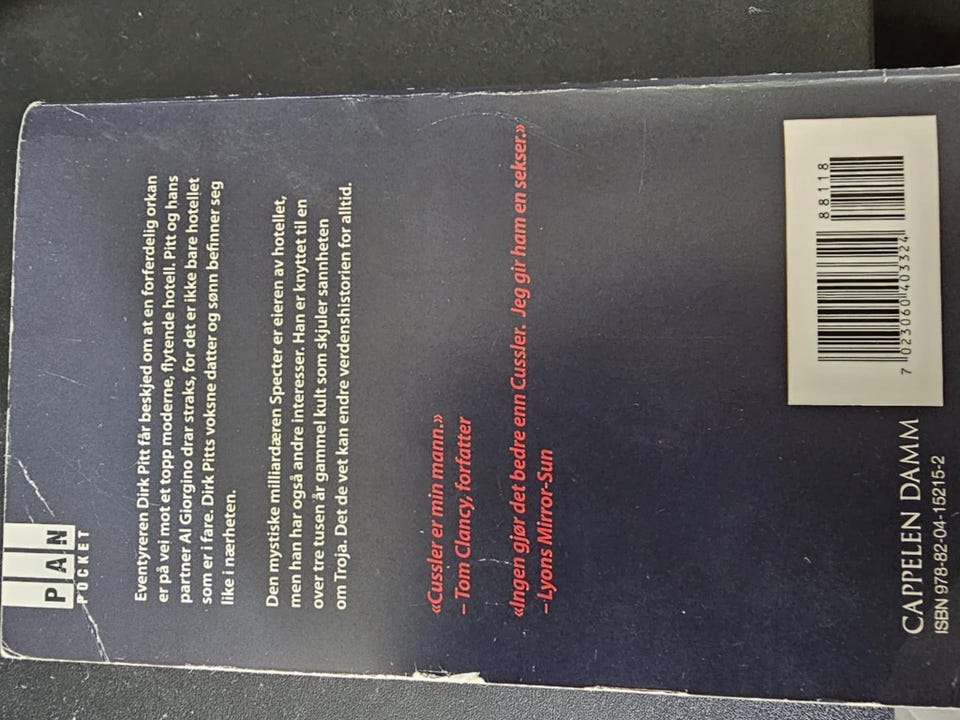 PAN
POCKET
Eventyreren Dirk Pitt får beskjed om at en forferdelig orkan
er på vei mot et topp moderne, flytende hotell. Pitt og hans
partner Al Giorgino drar straks, for det er ikke bare hotellet
som er i fare. Dirk Pitts voksne datter og sønn befinner seg
like i nærheten.
Den mystiske milliardæren Specter er eieren av hotellet,
men han har også andre interesser. Han er knyttet til en
over tre tusen år gammel kult som skjuler sannheten
om Troja. Det de vet kan endre verdenshistorien for alltid.
«Cussler er min mann.»
– Tom Clancy, forfatter
«Ingen gjør det bedre enn Cussler. Jeg gir ham en sekser.»
– Lyons Mirror-Sun
CAPPELEN DAMM
ISBN 978-82-04-15215-2
88118
7 023060 403324